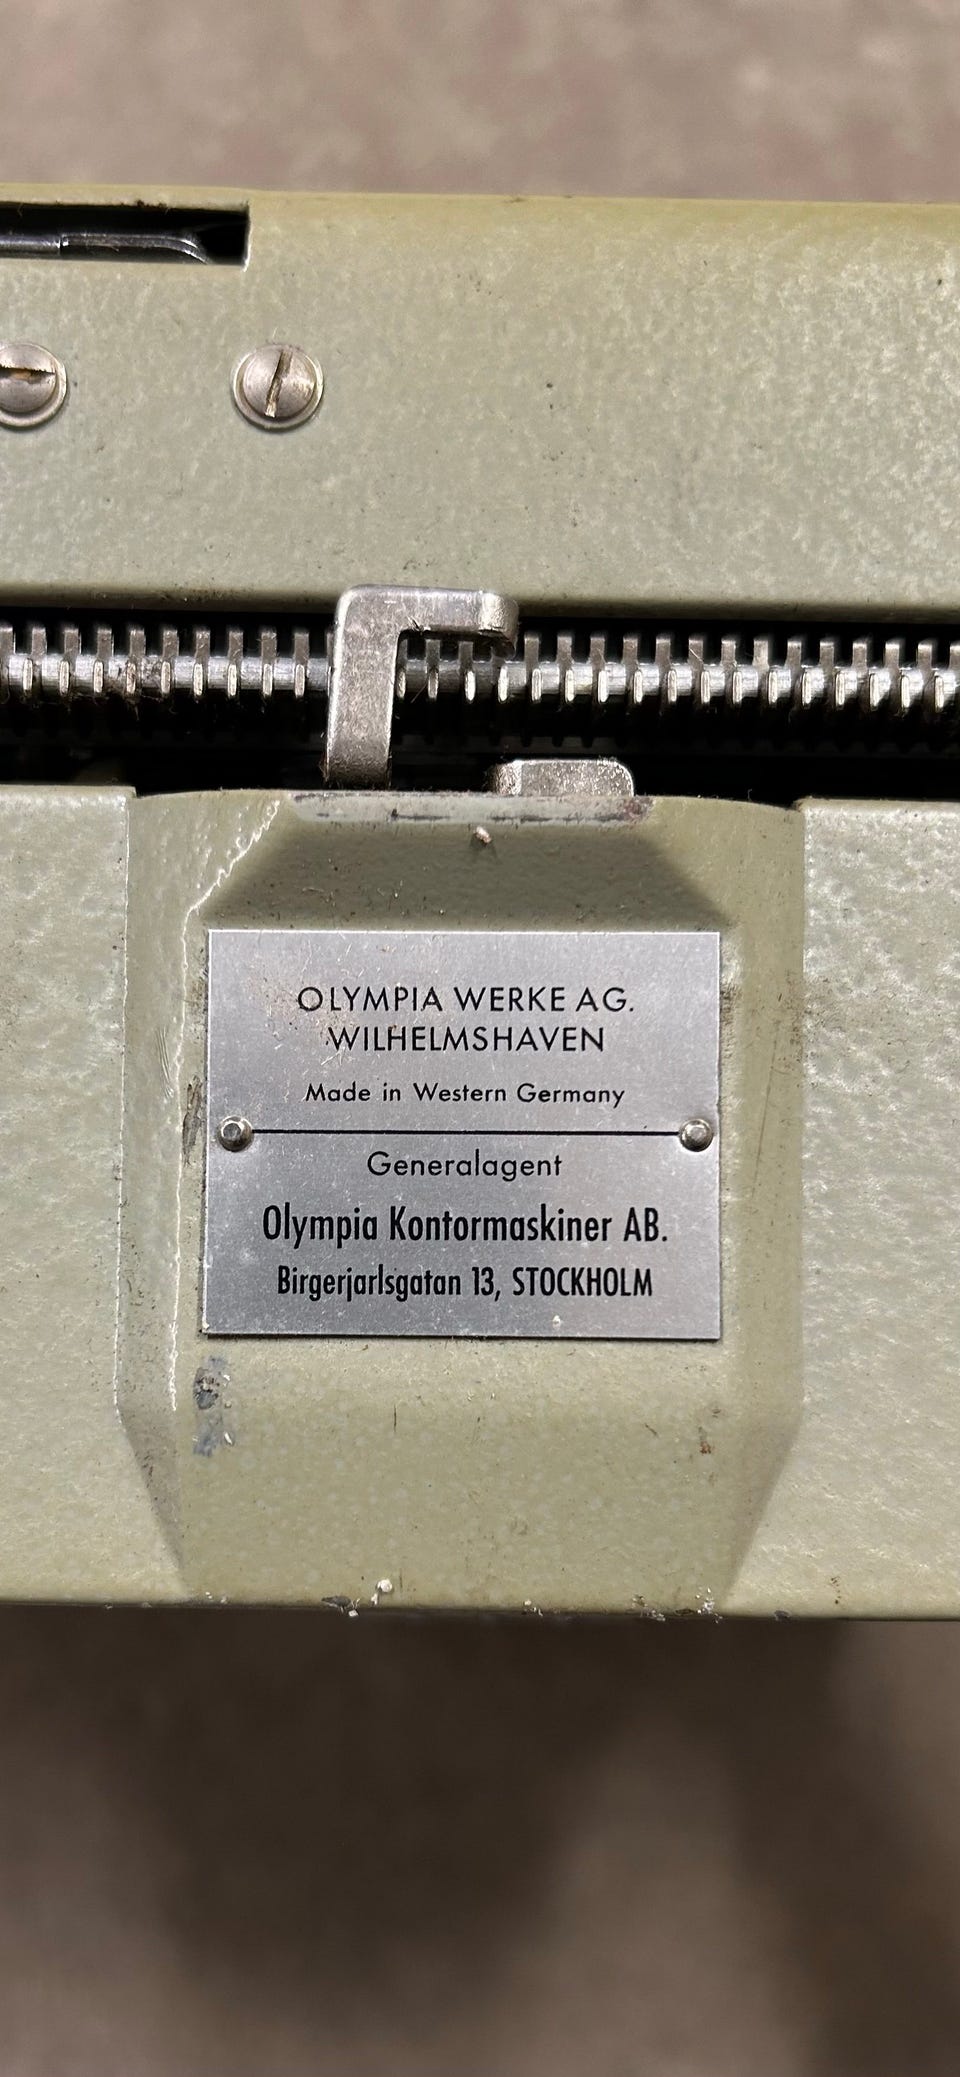 OLYMPIA WERKE AG.
WILHELMSHAVEN
Made in Western Germany
Generalagent
Olympia Kontormaskiner AB.
Birgerjarlsgatan 13, STOCKHOLM